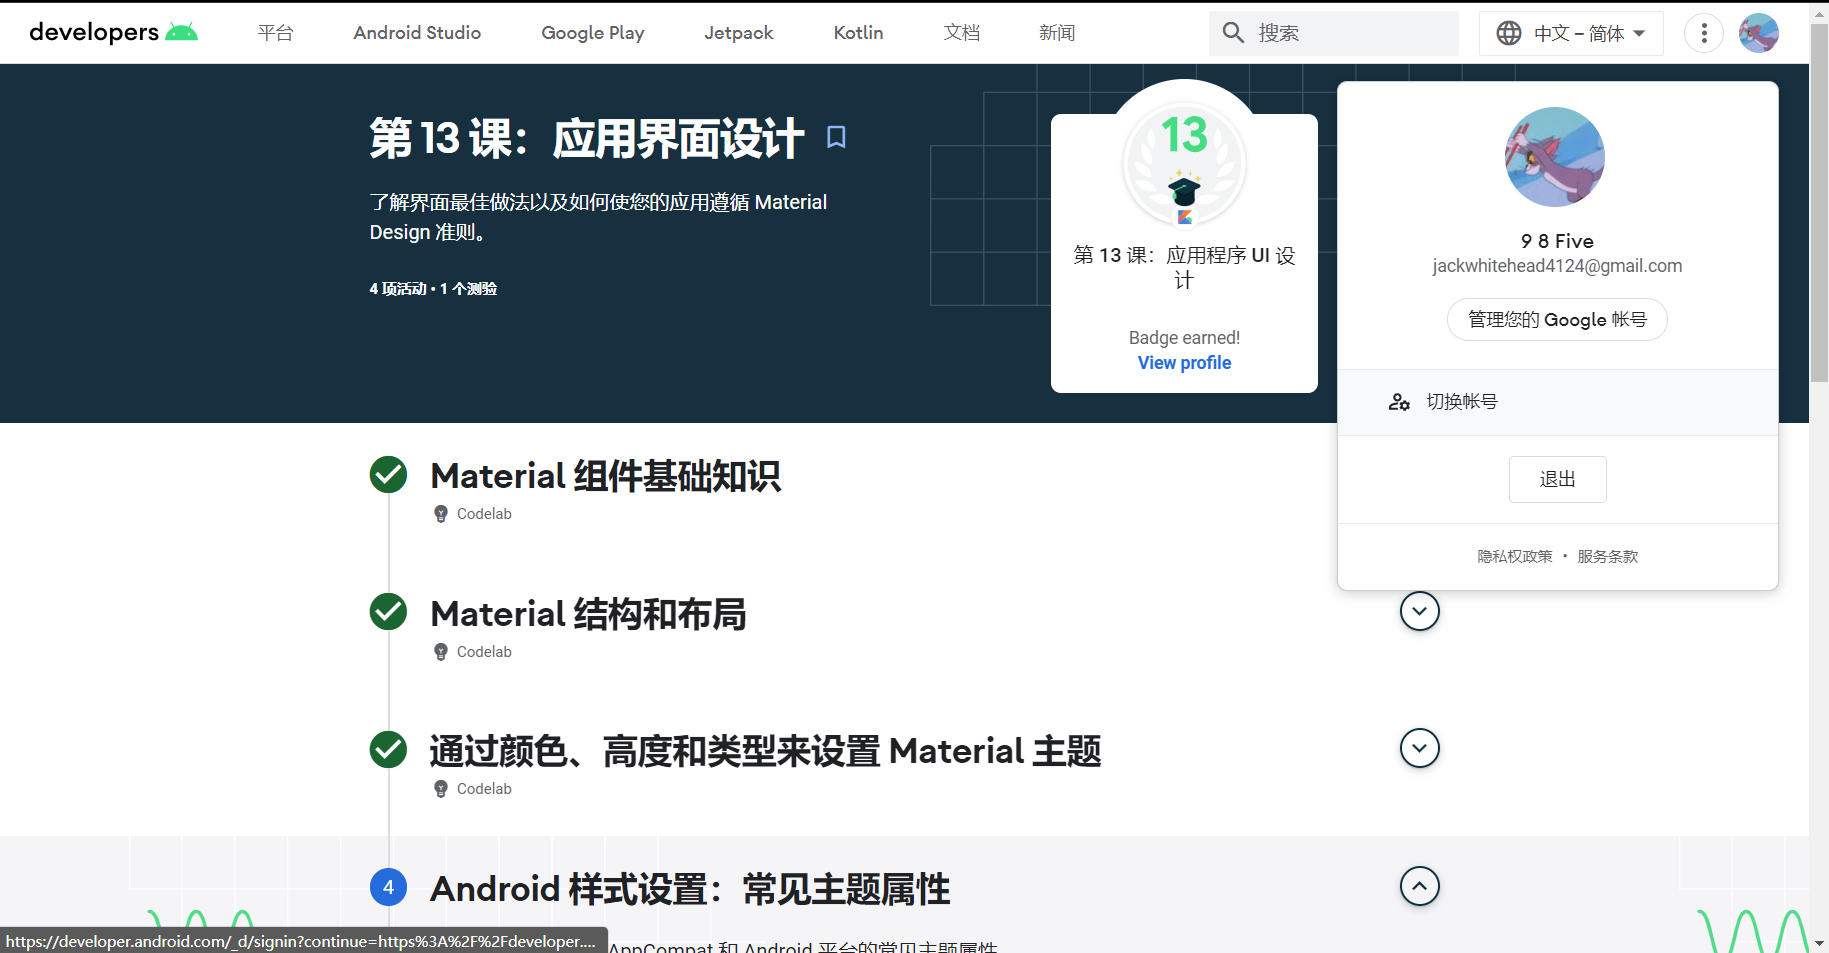 developers
平台
Android Studio
Google Play
Jetpack
Kotlin
文档
新闻
搜索
中文 – 简体
第 13 课：应用界面设计
了解界面最佳做法以及如何使您的应用遵循 Material
Design 准则。
4 项活动 • 1 个测验
13
第 13 课：应用程序 UI 设
计
Badge earned!
View profile
9 8 Five
jackwhitehead4124@gmail.com
管理您的 Google 帐号
切换帐号
退出
隐私权政策 • 服务条款
Material 组件基础知识
Codelab
Material 结构和布局
Codelab
通过颜色、高度和类型来设置 Material 主题
Codelab
4
Android 样式设置：常见主题属性
AppCompat 和 Android 平台的常见主题属性
https://developer.android.com/_d/signin?continue=https%3A%2F%2Fdeveloper....